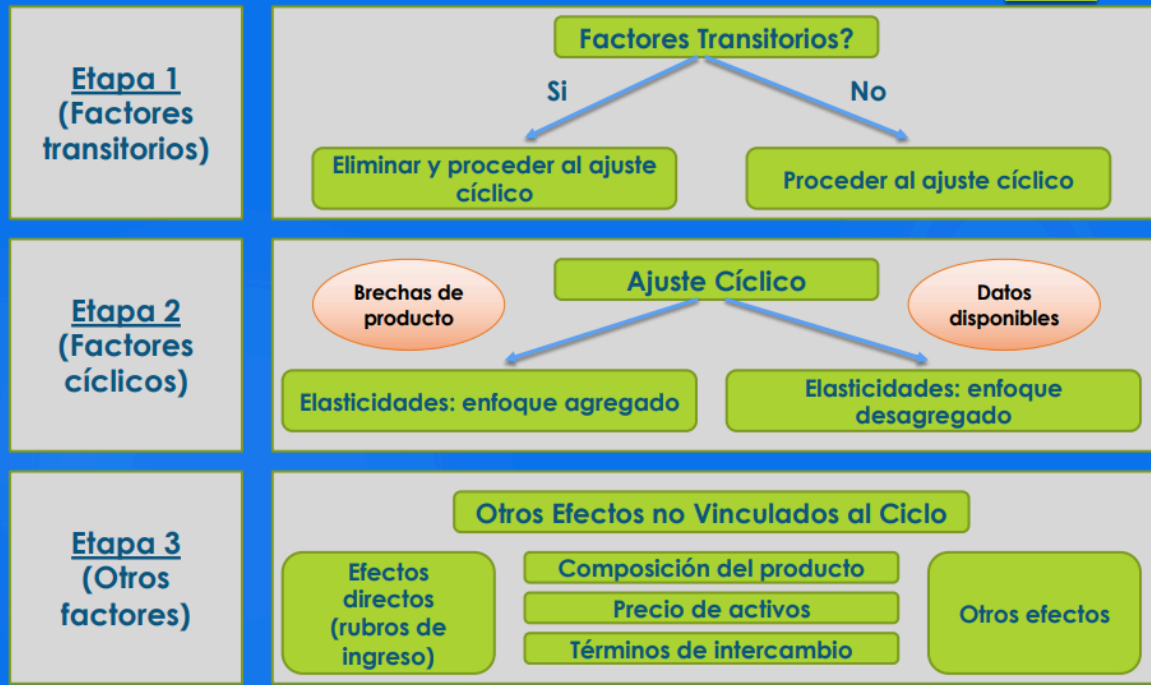 Etapa 1
(Factores
transitorios)
Factores Transitorios?
Si
No
Eliminar y proceder al ajuste
cíclico
Proceder al ajuste cíclico
Etapa 2
(Factores
cíclicos)
Brechas de
producto
Ajuste Cíclico
Datos
disponibles
Elasticidades: enfoque agregado
Elasticidades: enfoque
desagregado
Etapa 3
(Otros
factores)
Otros Efectos no Vinculados al Ciclo
Efectos
directos
(rubros de
ingreso)
Composición del producto
Precio de activos
Términos de intercambio
Otros efectos